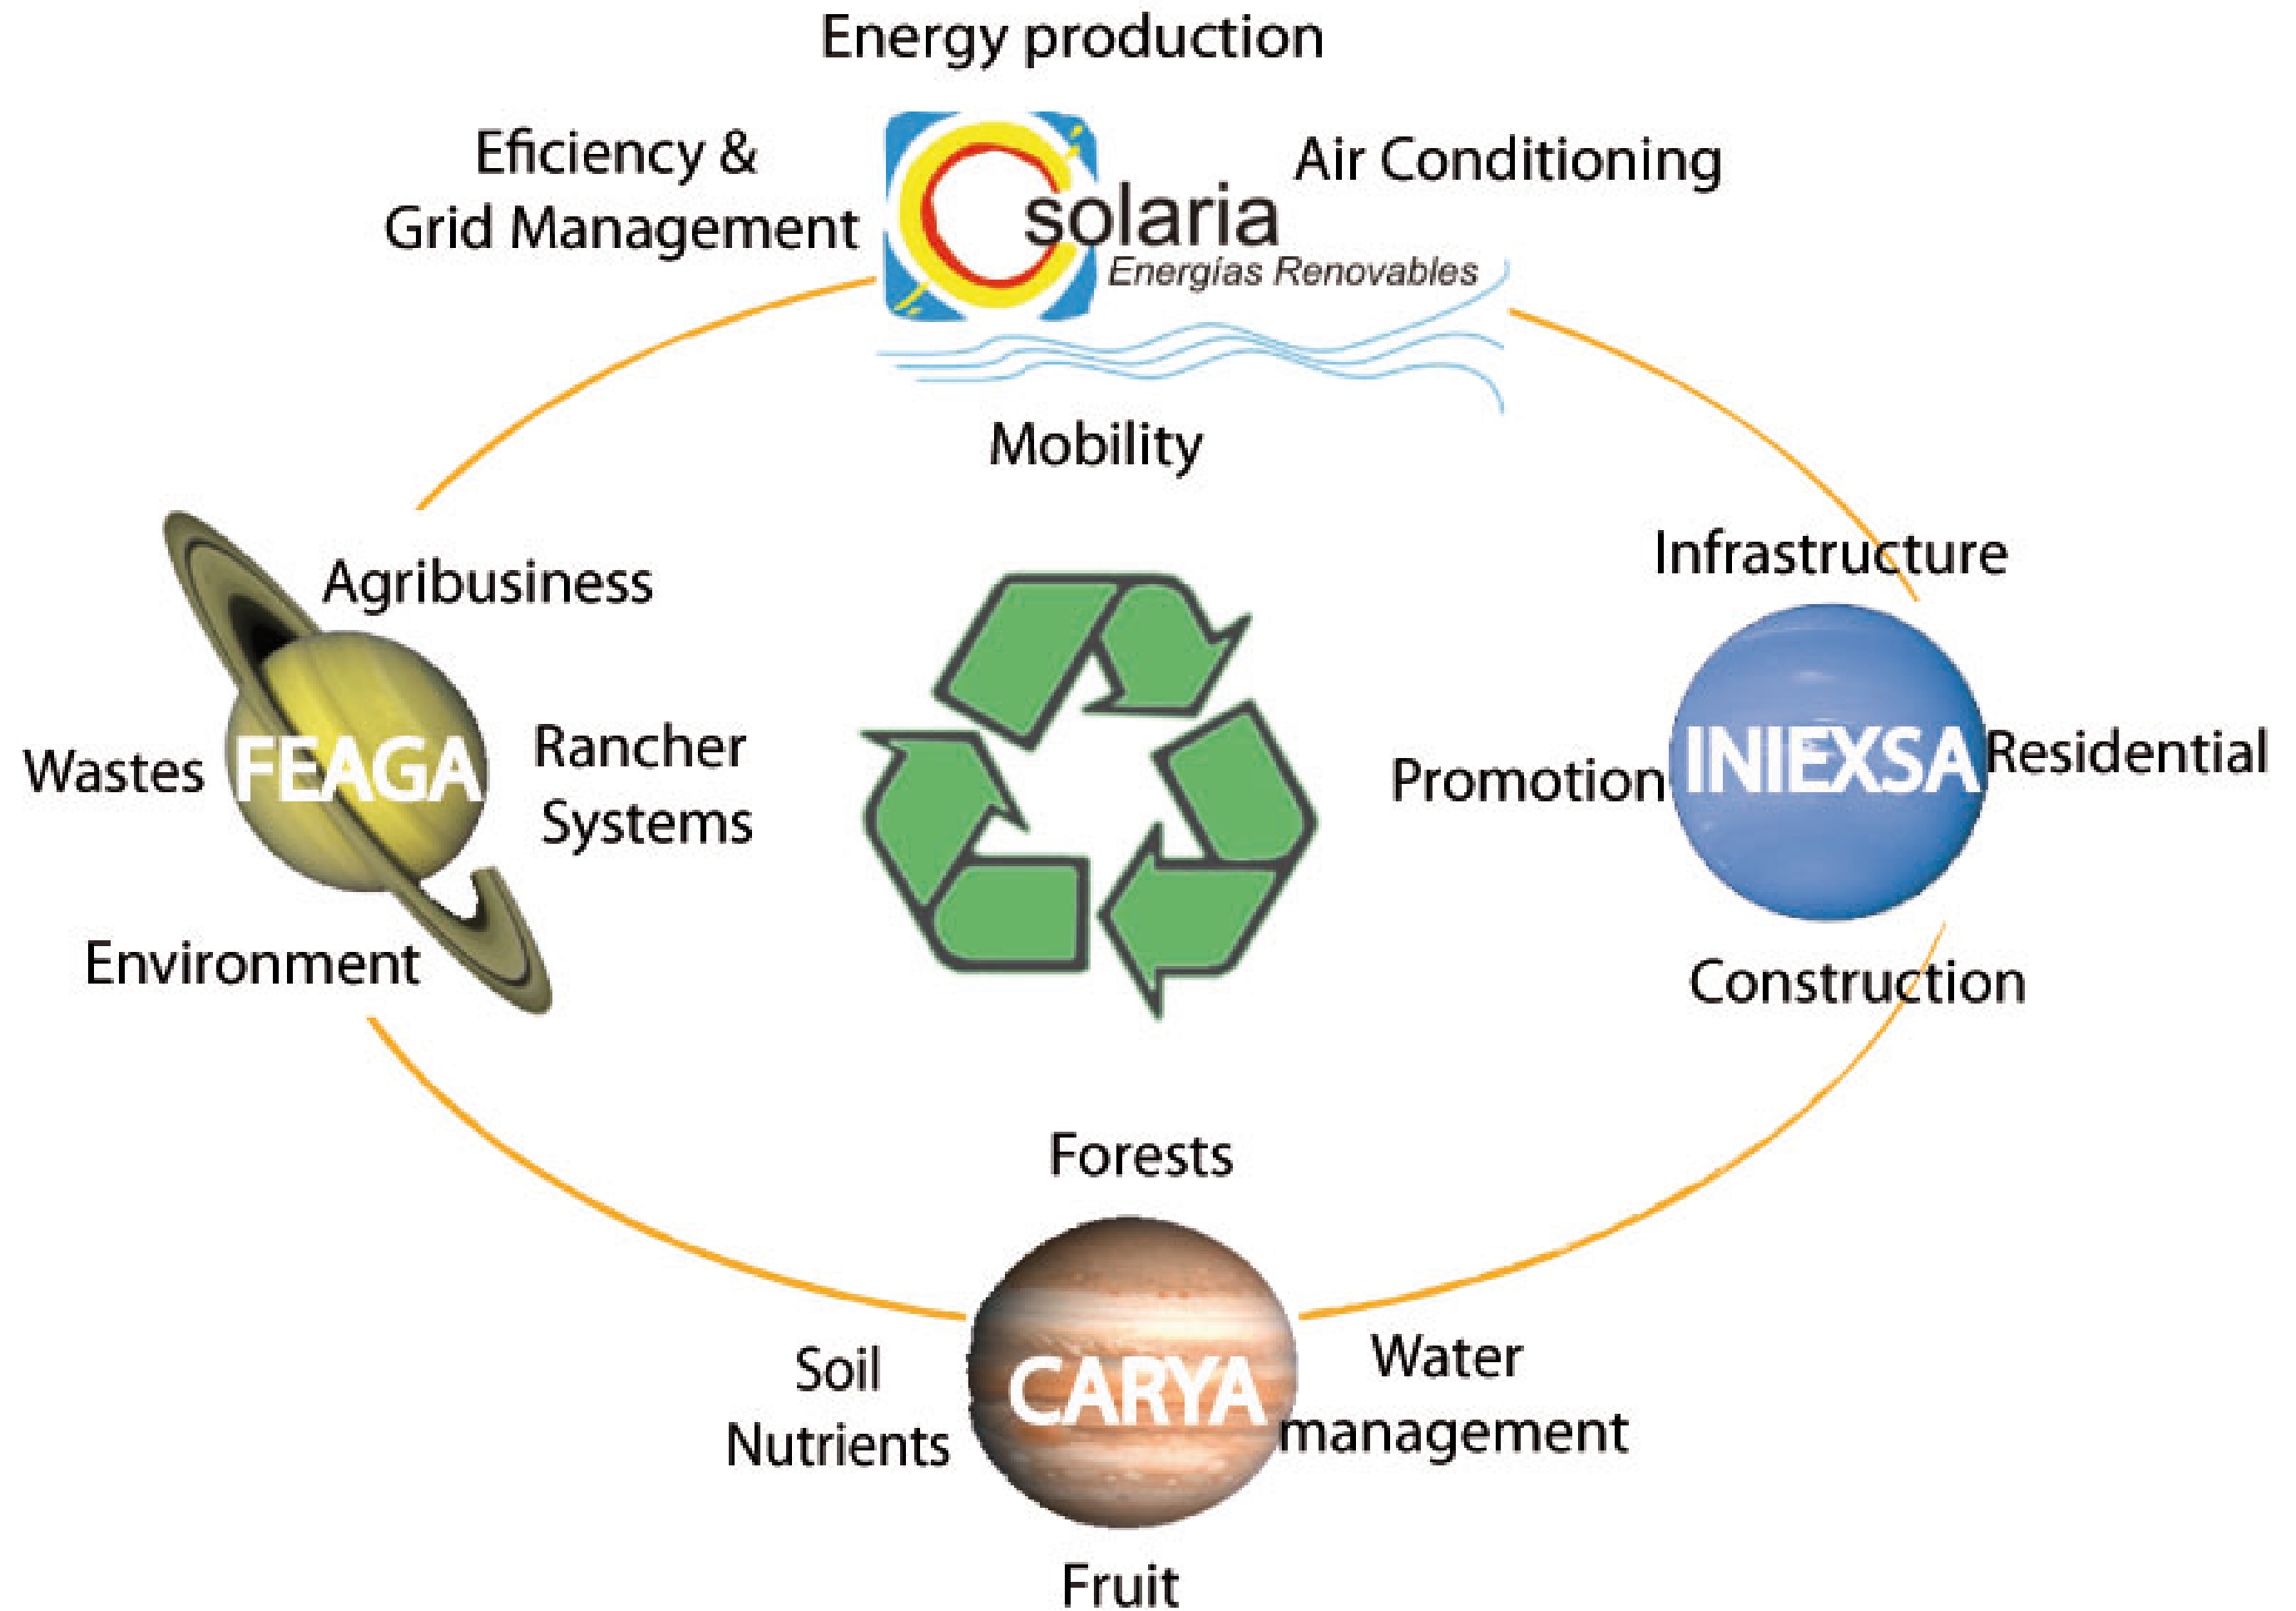 Energy production
Eficiency &
Grid Management
Air Conditioning
solaria
Energías Renovables
Mobility
Agribusiness
Wastes
FEAGA
Rancher
Systems
Environment
Infrastructure
Promotion
INIEXSA
Residential
Construction
Forests
Soil
Nutrients
CARYA
Water
management
Fruit